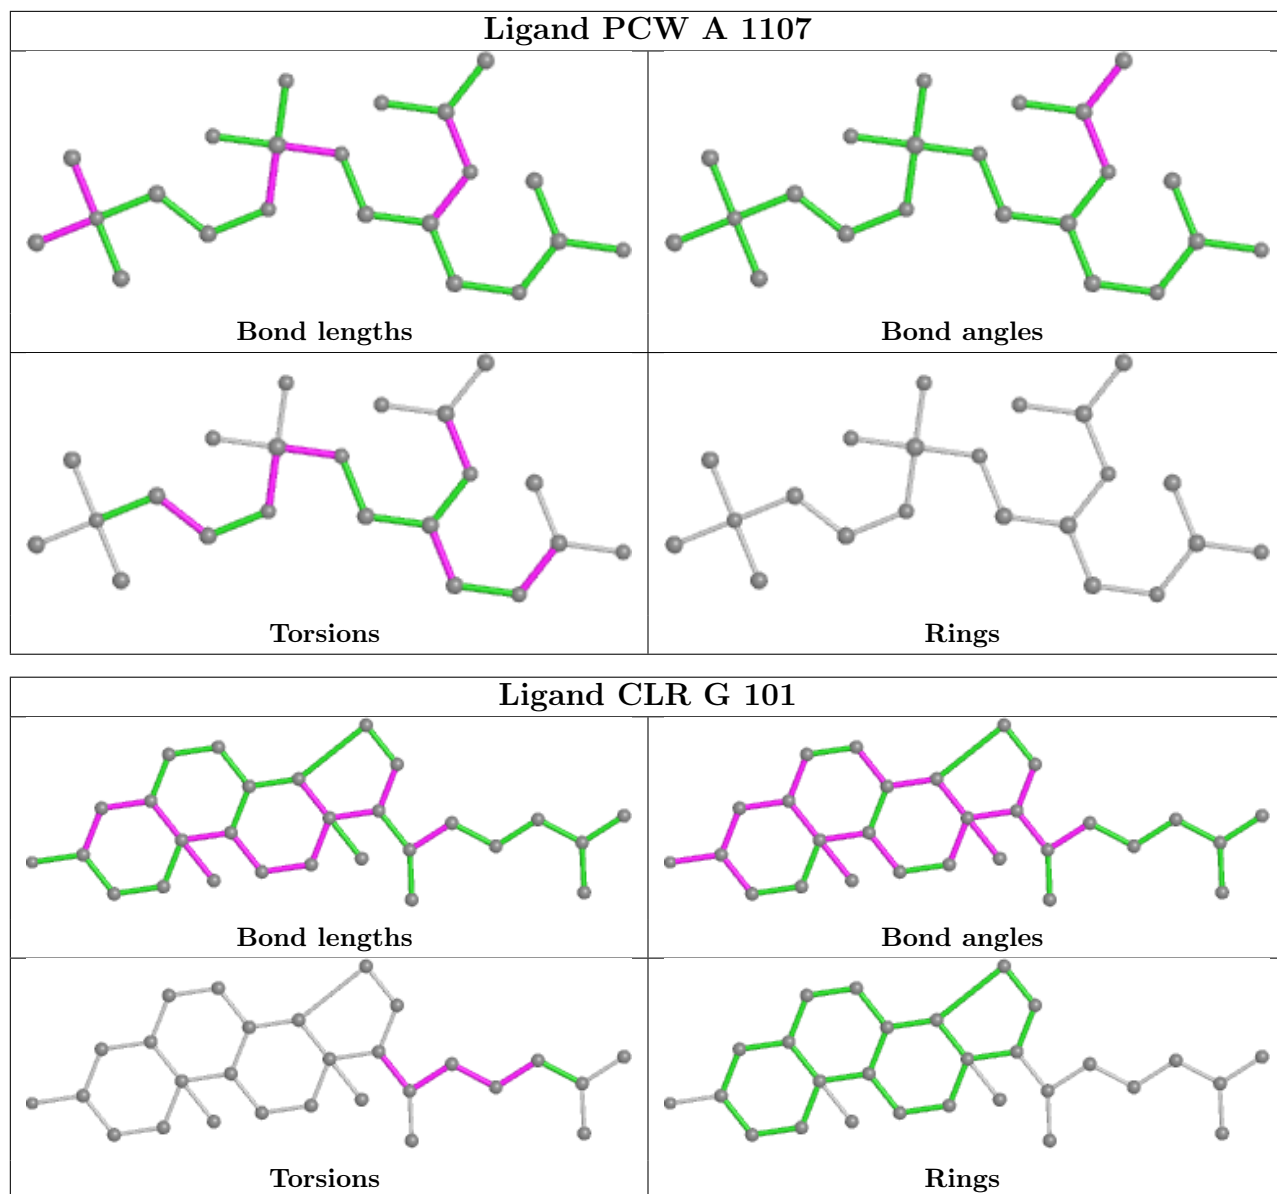 Ligand PCW A 1107
Bond lengths
Bond angles
Torsions
Rings
Ligand CLR G 101
Bond lengths
Bond angles
Torsions
Rings